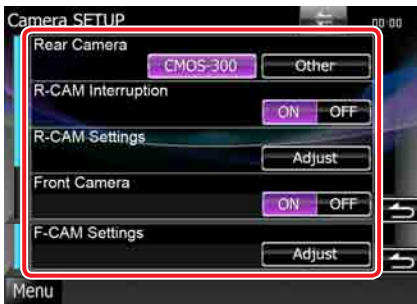 Camera SETUP
00:00
Rear Camera
CMOS-300 Other
R-CAM Interruption
ON OFF
R-CAM Settings
Adjust
Front Camera
ON OFF
F-CAM Settings
Adjust
Menu